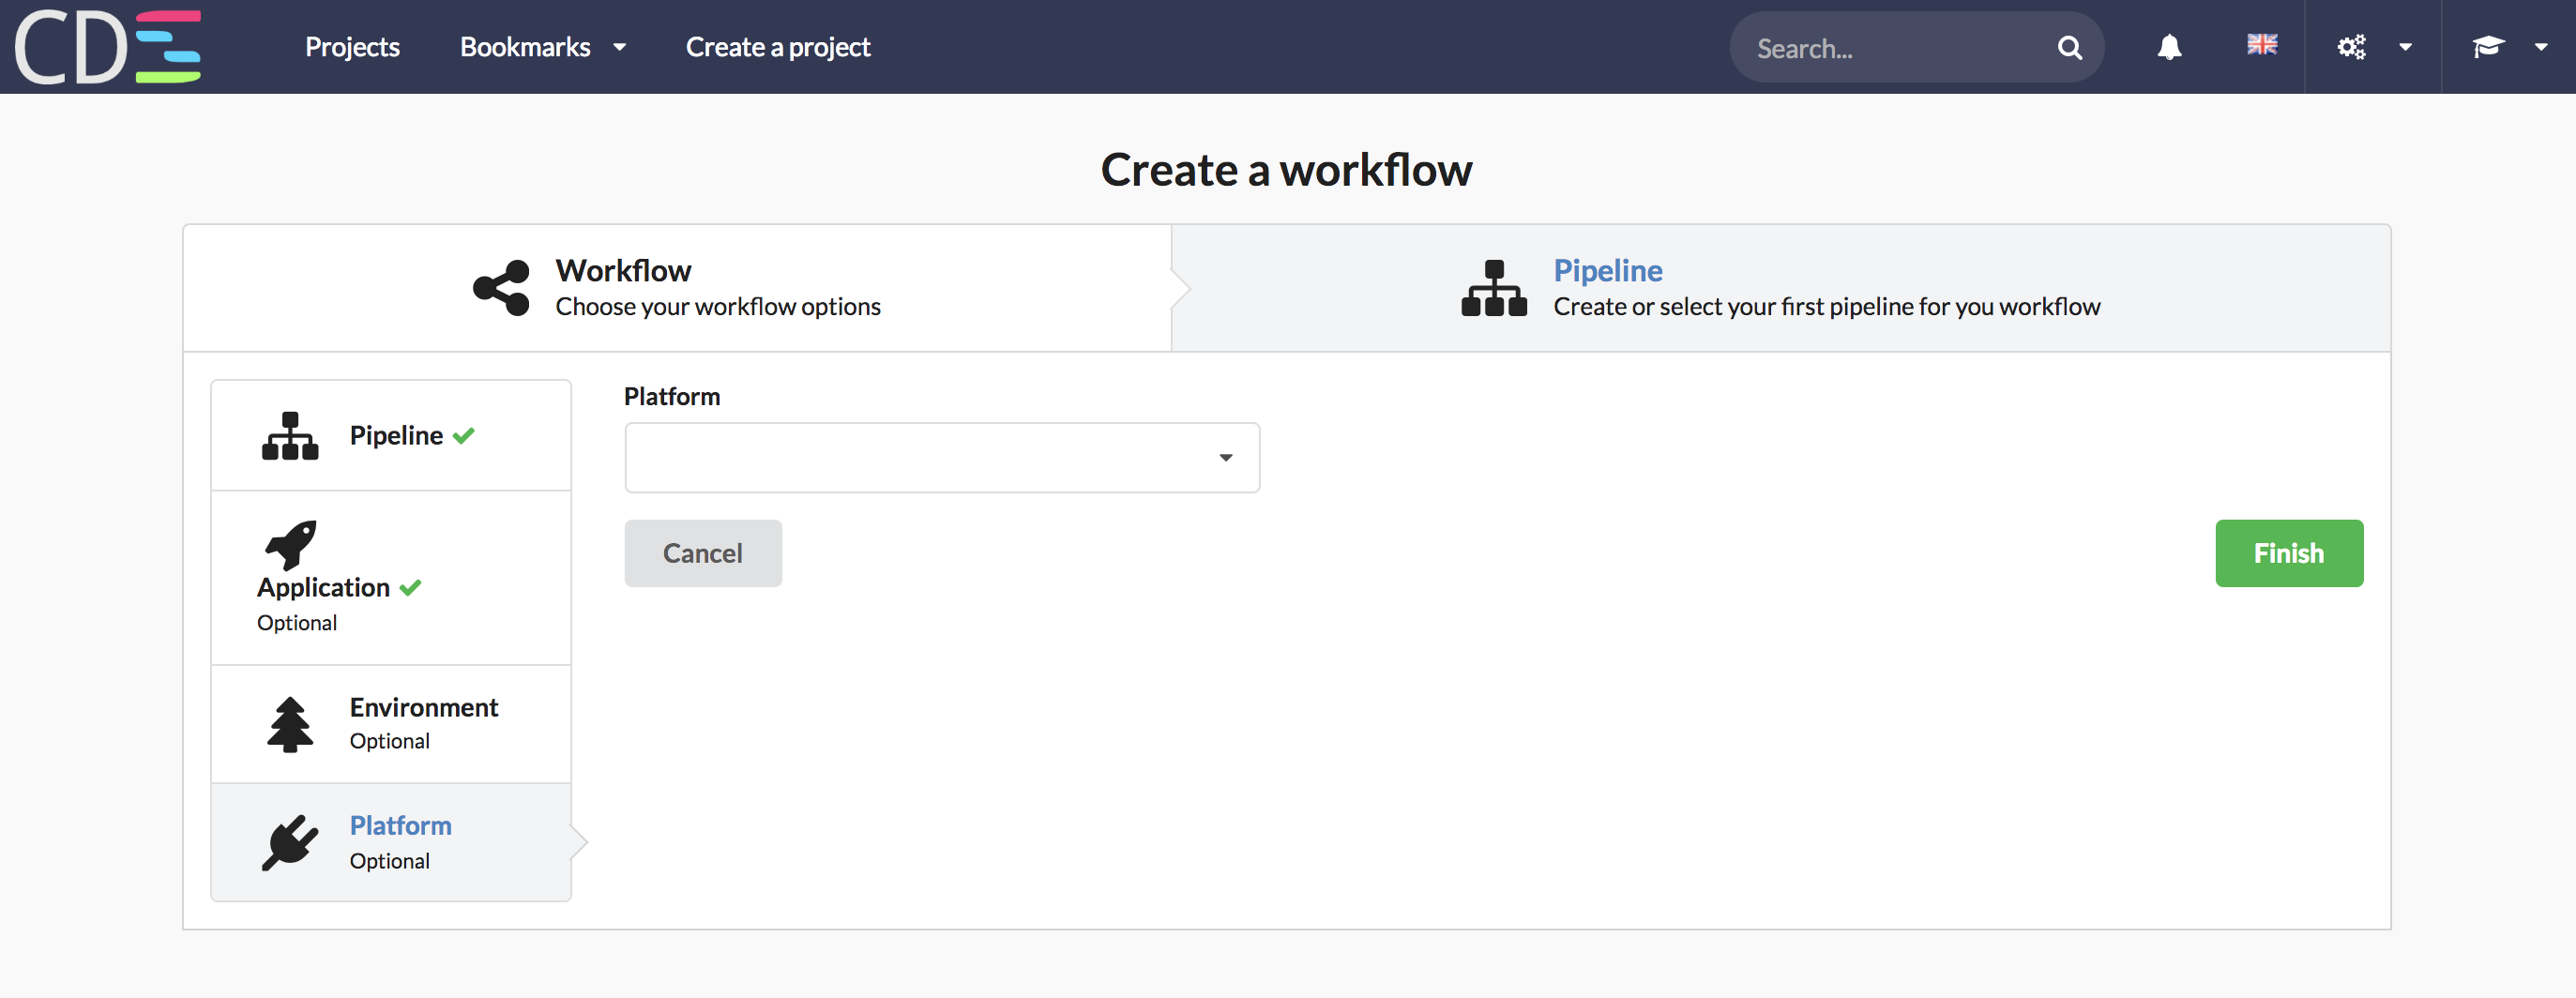 CDE
Projects
Bookmarks
Create a project
Search...
Create a workflow
Workflow
Choose your workflow options
Pipeline
Create or select your first pipeline for you workflow
Pipeline
Application
Optional
Environment
Optional
Platform
Optional
Platform
Cancel
Finish